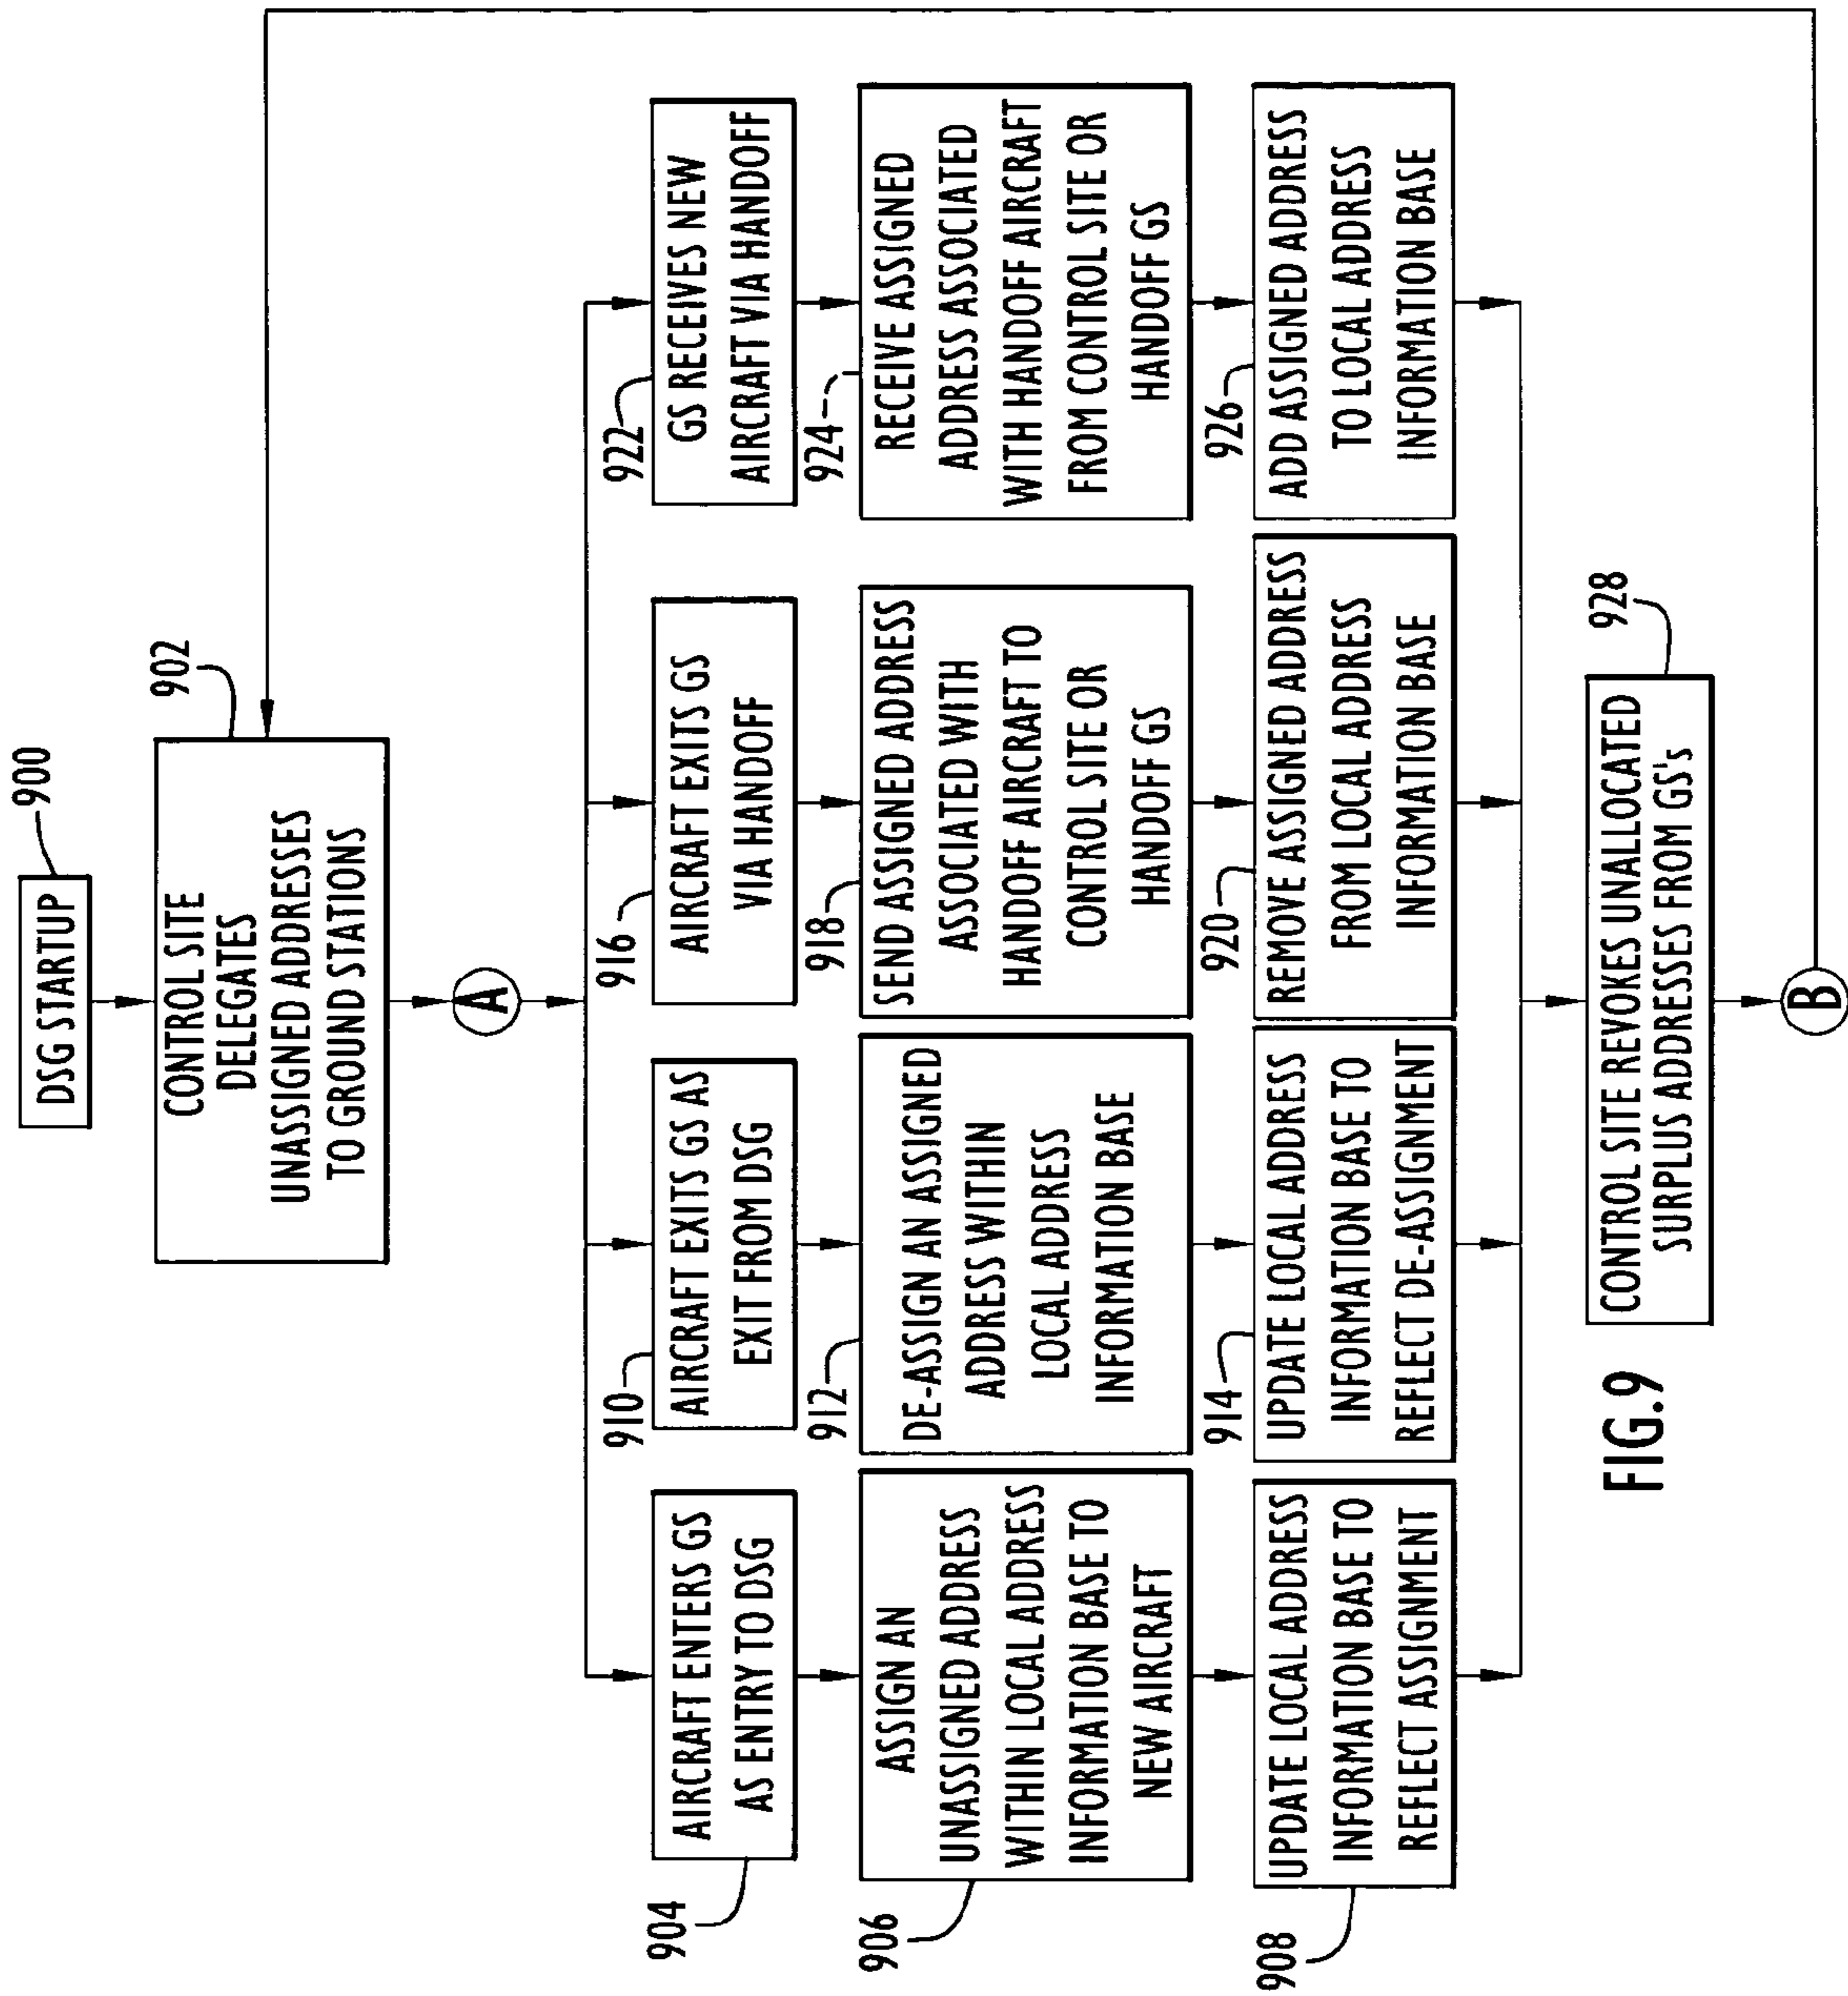 DSG STARTUP
900
CONTROL SITE
DELEGATES
UNASSIGNED ADDRESSES
TO GROUND STATIONS
902
A
904
AIRCRAFT ENTERS GS
AS ENTRY TO DSG
906
ASSIGN AN
UNASSIGNED ADDRESS
WITHIN LOCAL ADDRESS
INFORMATION BASE TO
NEW AIRCRAFT
908
UPDATE LOCAL ADDRESS
INFORMATION BASE TO
REFLECT ASSIGNMENT
910
AIRCRAFT EXITS GS AS
EXIT FROM DSG
912
DE-ASSIGN AN ASSIGNED
ADDRESS WITHIN
LOCAL ADDRESS
INFORMATION BASE
914
UPDATE LOCAL ADDRESS
INFORMATION BASE TO
REFLECT DE-ASSIGNMENT
916
AIRCRAFT EXITS GS
VIA HANDOFF
918
SEND ASSIGNED ADDRESS
ASSOCIATED WITH
HANDOFF AIRCRAFT TO
CONTROL SITE OR
HANDOFF GS
920
REMOVE ASSIGNED ADDRESS
FROM LOCAL ADDRESS
INFORMATION BASE
922
GS RECEIVES NEW
AIRCRAFT VIA HANDOFF
924
RECEIVE ASSIGNED
ADDRESS ASSOCIATED
WITH HANDOFF AIRCRAFT
FROM CONTROL SITE OR
HANDOFF GS
926
ADD ASSIGNED ADDRESS
TO LOCAL ADDRESS
INFORMATION BASE
928
CONTROL SITE REVOKES UNALLOCATED
SURPLUS ADDRESSES FROM GS's
B
FIG.9